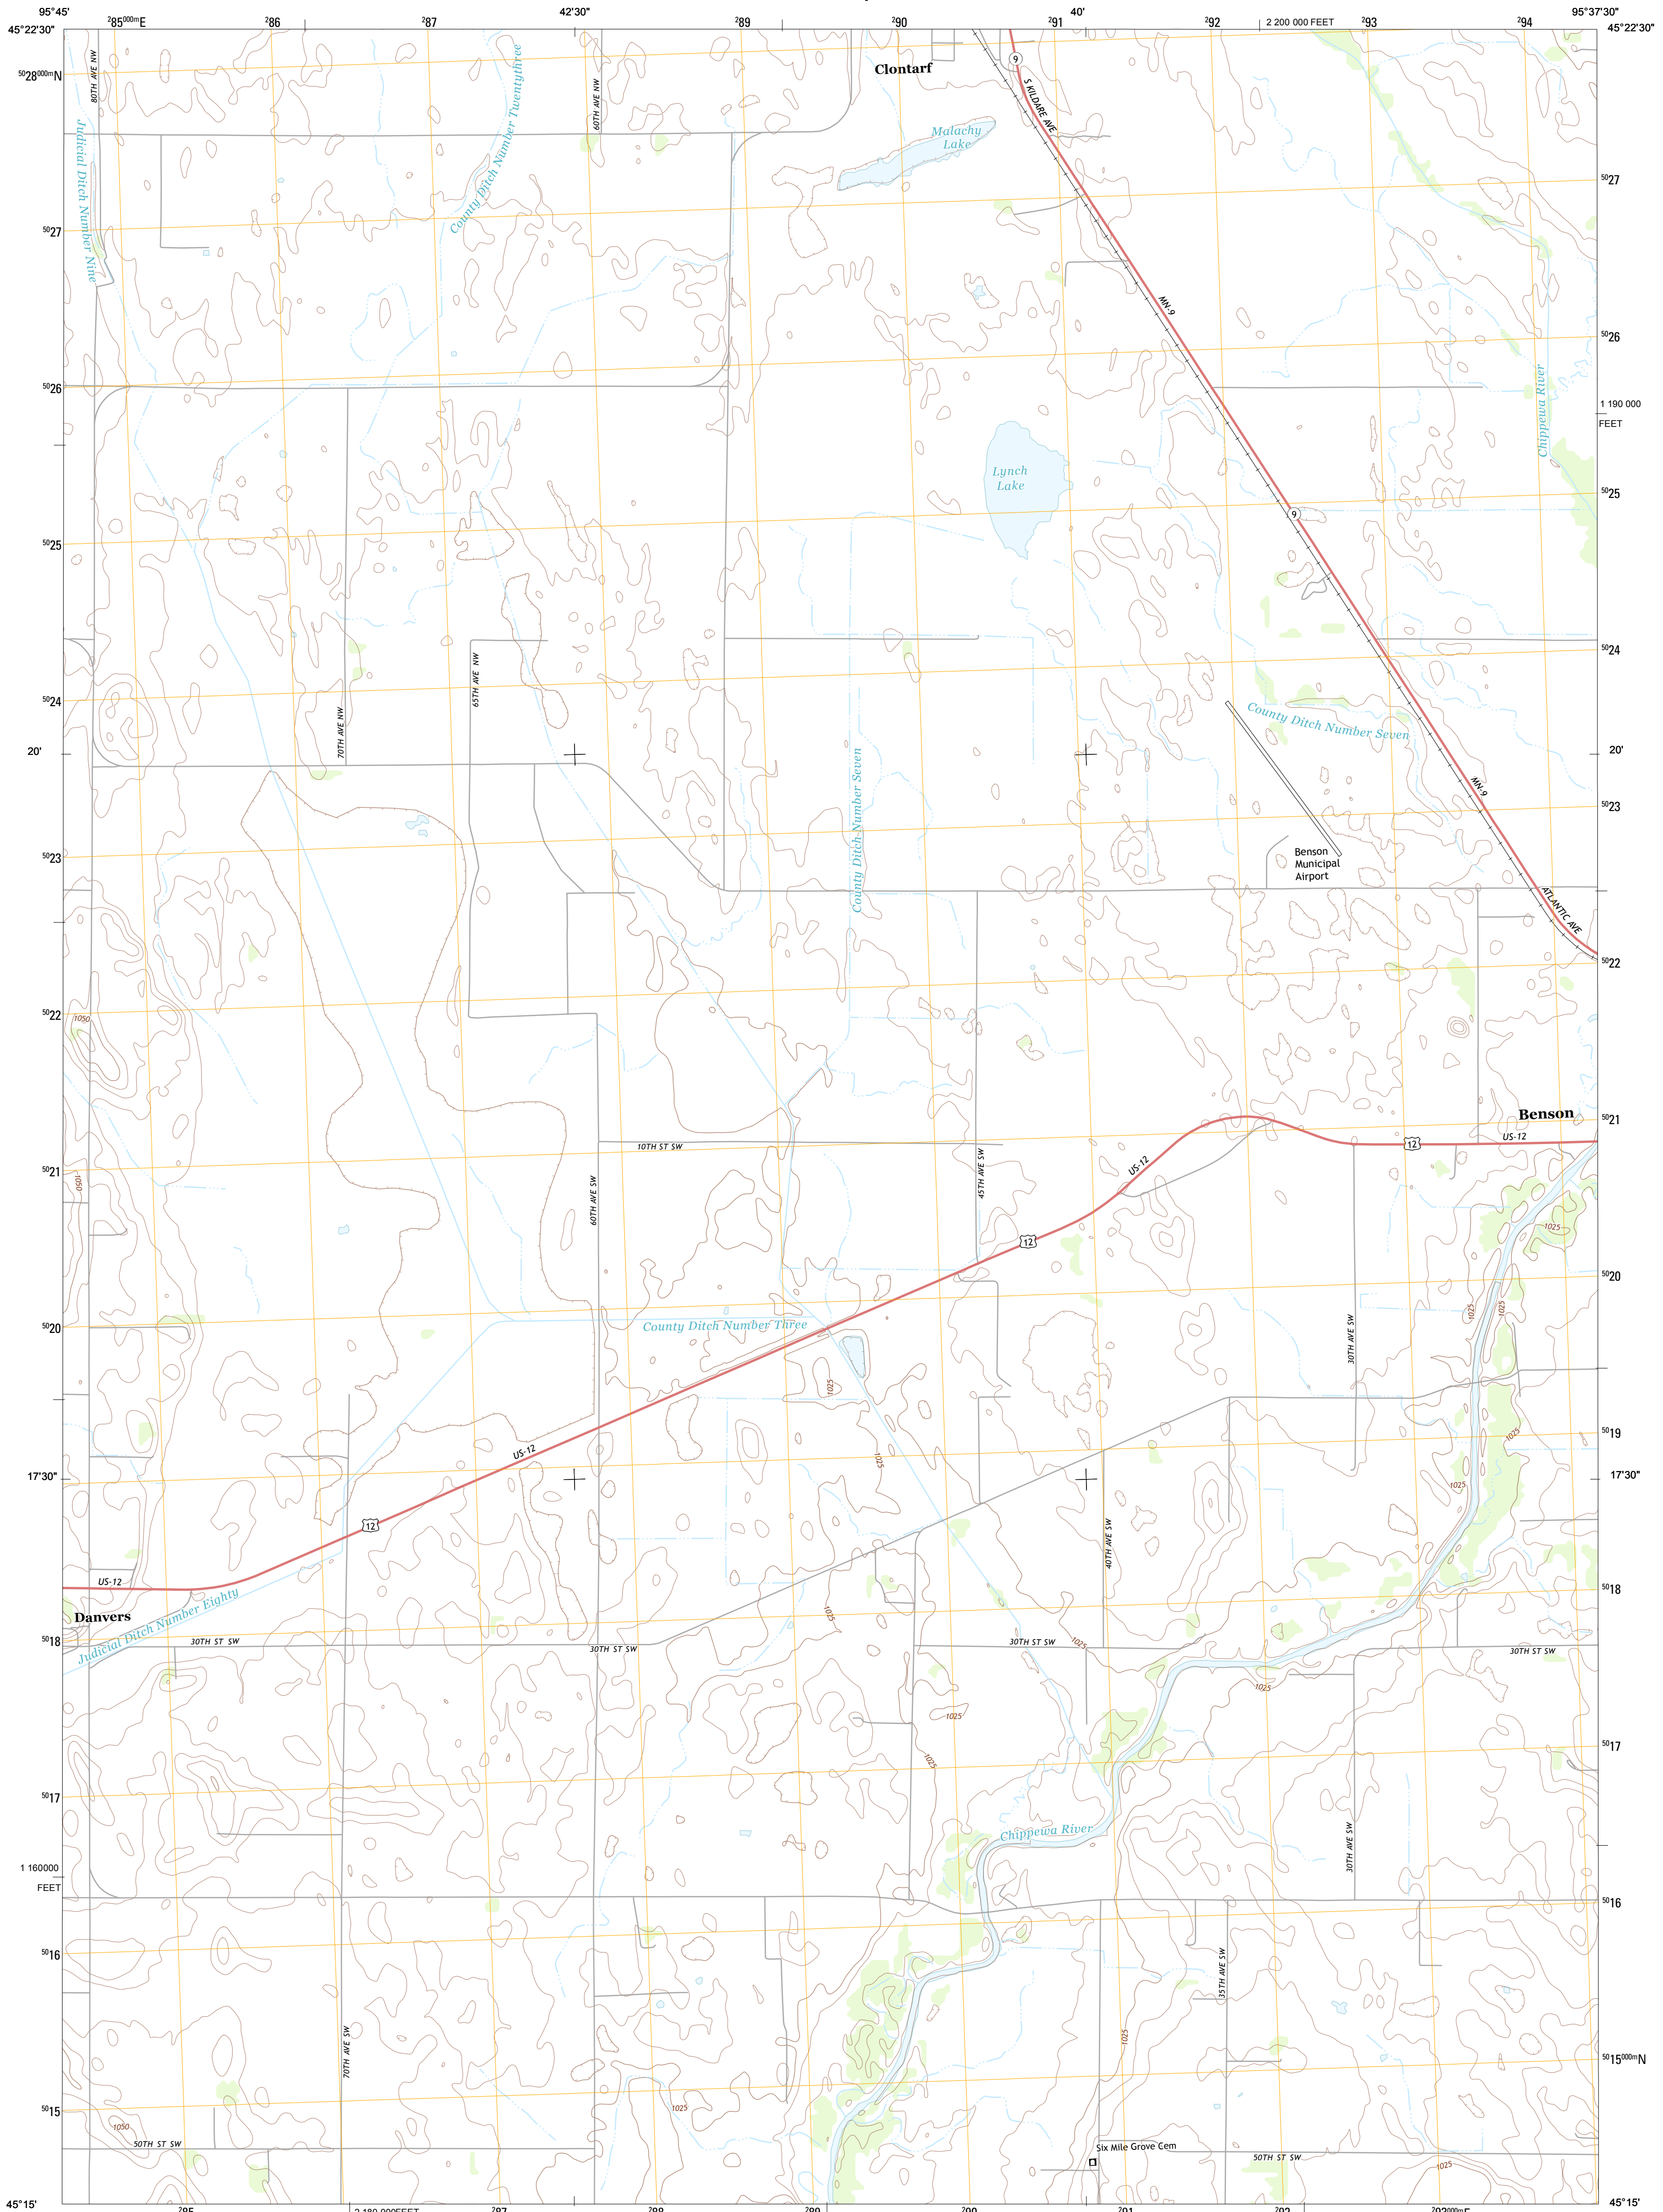 95°45'
²85⁰⁰⁰ᵐE
²86
²87
42'30"
²89
²90
²91
40'
²92
2 200 000 FEET
²93
²94
95°37'30"
45°22'30"
45°22'30"
⁵⁰28⁰⁰⁰ᵐN
80TH AVE NW
60TH AVE NW
Clontarf
9
S KILDARE AVE
Judicial Ditch Number Nine
County Ditch Number Twentythree
Malachy
Lake
⁵⁰27
⁵⁰27
MN-9
⁵⁰26
⁵⁰26
Chippewa River
1 190 000
FEET
Lynch
Lake
⁵⁰25
9
⁵⁰25
⁵⁰24
65TH AVE NW
70TH AVE NW
⁵⁰24
County Ditch Number Seven
20'
20'
County Ditch Number Seven
MN-9
⁵⁰23
⁵⁰23
Benson
Municipal
Airport
ATLANTIC AVE
⁵⁰22
⁵⁰22
1050
Benson
⁵⁰21
US-12
12
10TH ST SW
45TH AVE SW
US-12
⁵⁰21
1050
60TH AVE SW
12
1025
⁵⁰20
1025
1025
⁵⁰20
County Ditch Number Three
30TH AVE SW
1025
⁵⁰19
1025
US-12
1025
17'30"
17'30"
1025
12
40TH AVE SW
US-12
⁵⁰18
Judicial Ditch Number Eighty
Danvers
1025
⁵⁰18
30TH ST SW
30TH ST SW
30TH ST SW
1025
30TH ST SW
1025
1025
1025
⁵⁰17
⁵⁰17
Chippewa River
30TH AVE SW
1 160000
FEET
⁵⁰16
⁵⁰16
35TH AVE SW
1025
70TH AVE SW
⁵⁰15⁰⁰⁰ᵐN
⁵⁰15
1025
1050
50TH ST SW
Six Mile Grove Cem
50TH ST SW
1025
45°15'
45°15'
²85
2 180 000FEET
²87
²88
²89
²90
²91
²92
²93⁰⁰⁰ᵐE